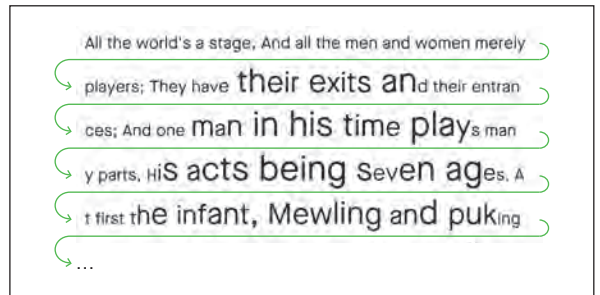 All the world's a stage, And all the men and women merely
players; They have their exits and their entran
ces; And one man in his time plays man
y parts, His acts being seven ages. A
t first the infant, Mewling and puking
...